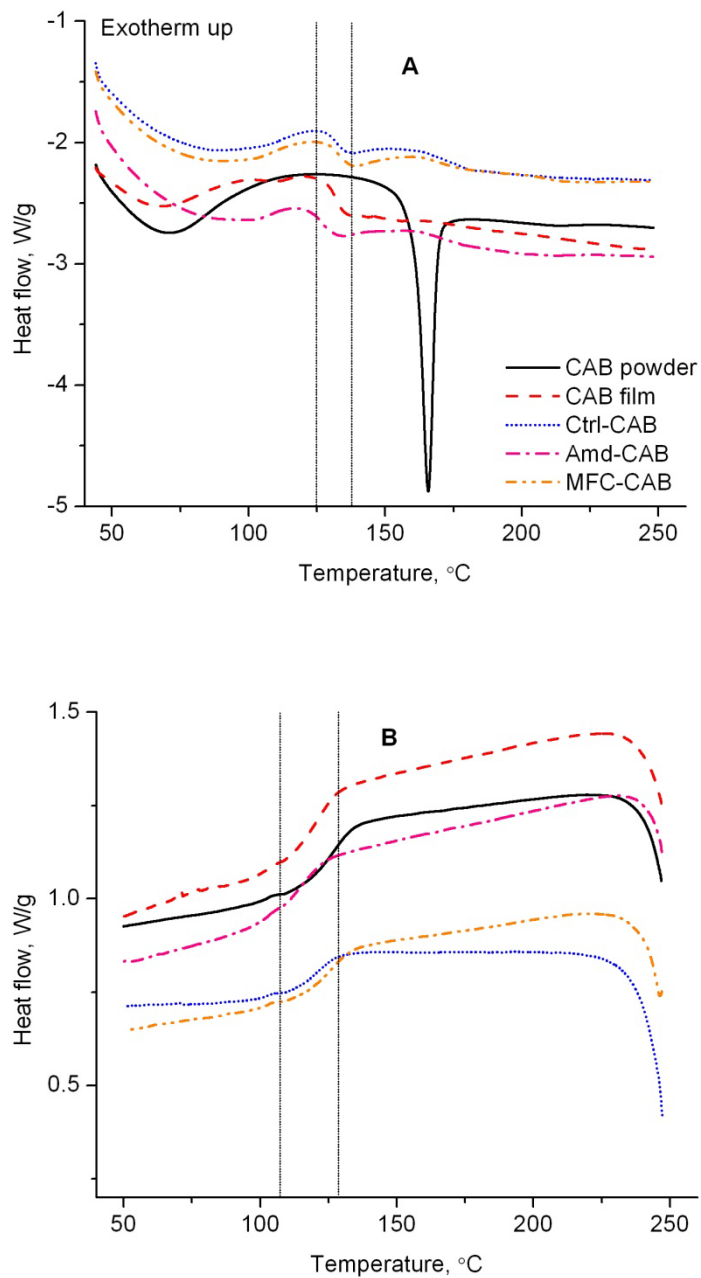 Exotherm up
A
-1
-2
-3
-4
-5
Heat flow, W/g
CAB powder
CAB film
Ctrl-CAB
Amd-CAB
MFC-CAB
50 100 150 200 250
Temperature, °C
B
1.5
1.0
0.5
Heat flow, W/g
50 100 150 200 250
Temperature, °C